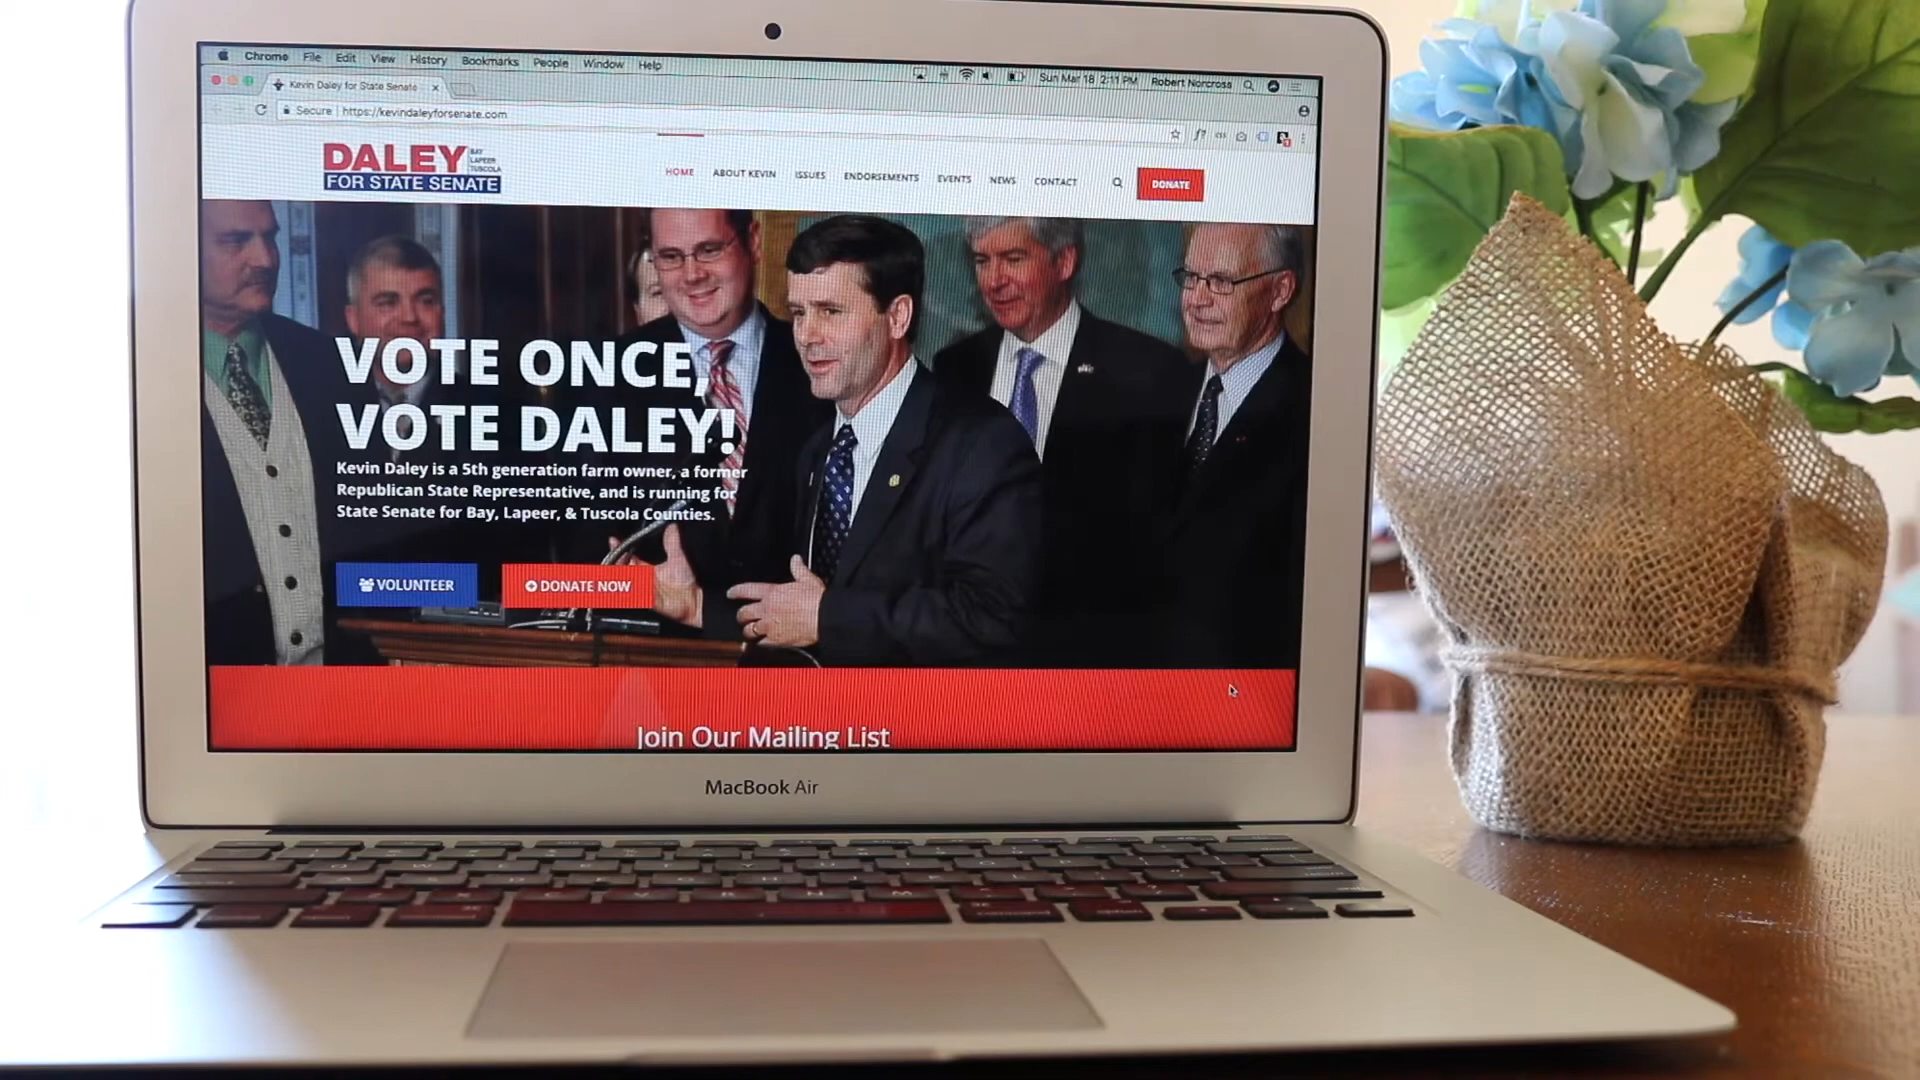 Chrome File Edit View History Bookmarks People Window Help
Sun Mar 18 2:11 PM Robert Norcross
Kevin Daley for State Senate
Secure https://kevindaleyforsenate.com
DALEY
BAY
LAPEER
TUSCOLA
FOR STATE SENATE
HOME ABOUT KEVIN ISSUES ENDORSEMENTS EVENTS NEWS CONTACT DONATE
VOTE ONCE,
VOTE DALEY!
Kevin Daley is a 5th generation farm owner, a former
Republican State Representative, and is running for
State Senate for Bay, Lapeer, & Tuscola Counties.
VOLUNTEER DONATE NOW
Join Our Mailing List
MacBook Air